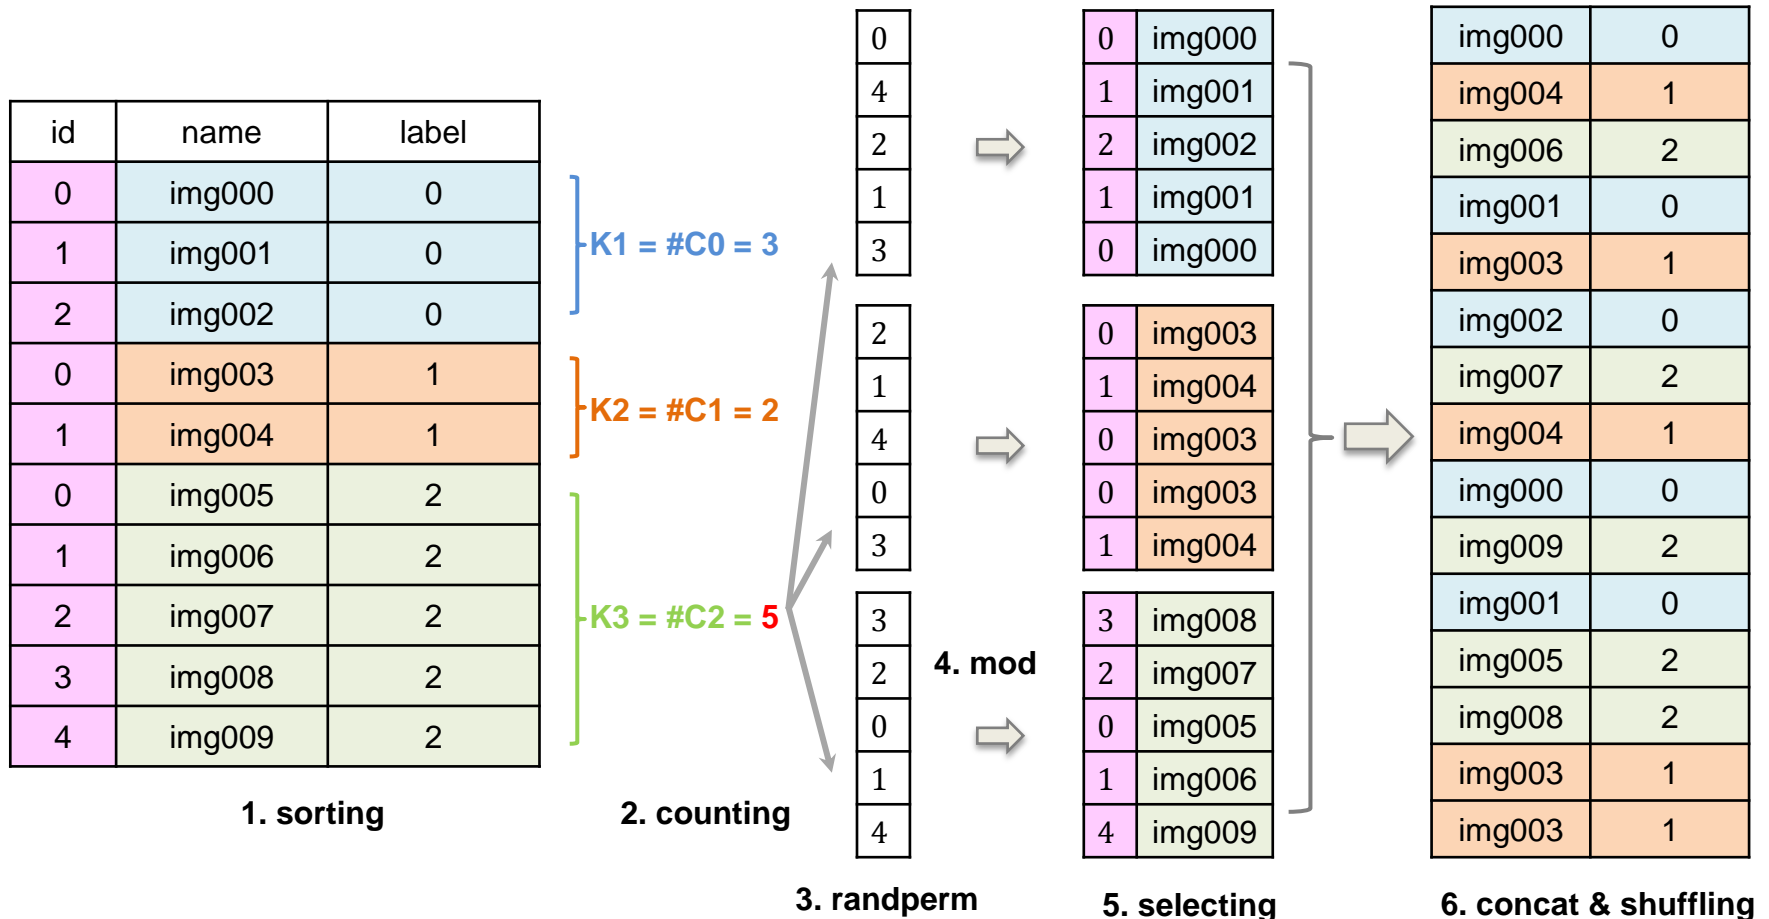 id name label
0 img000 0
1 img001 0
2 img002 0
0 img003 1
1 img004 1
0 img005 2
1 img006 2
2 img007 2
3 img008 2
4 img009 2
1. sorting
K1 = #C0 = 3
K2 = #C1 = 2
K3 = #C2 = 5
2. counting
0
4
2
1
3
2
1
4
0
3
3
2
0
1
4
3. randperm
4. mod
0 img000
1 img001
2 img002
1 img001
0 img000
0 img003
1 img004
0 img003
0 img003
1 img004
3 img008
2 img007
0 img005
1 img006
4 img009
5. selecting
img000 0
img004 1
img006 2
img001 0
img003 1
img002 0
img007 2
img004 1
img000 0
img009 2
img001 0
img005 2
img008 2
img003 1
img003 1
6. concat & shuffling